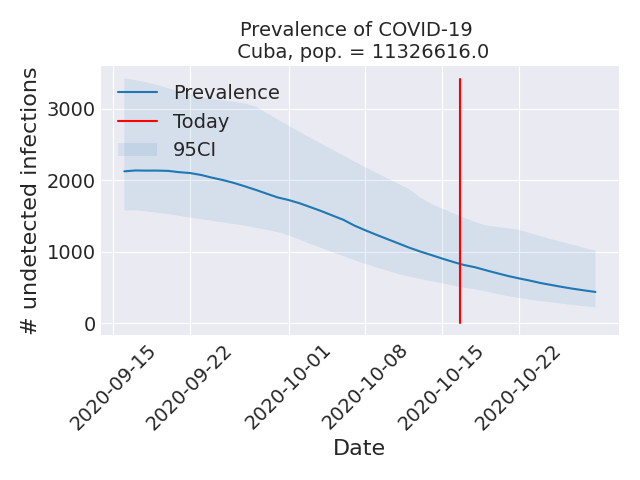 Prevalence of COVID-19
Cuba, pop. = 11326616.0
# undetected infections
3000
2000
1000
0
Prevalence
Today
95CI
2020-09-15
2020-09-22
2020-10-01
2020-10-08
2020-10-15
2020-10-22
Date